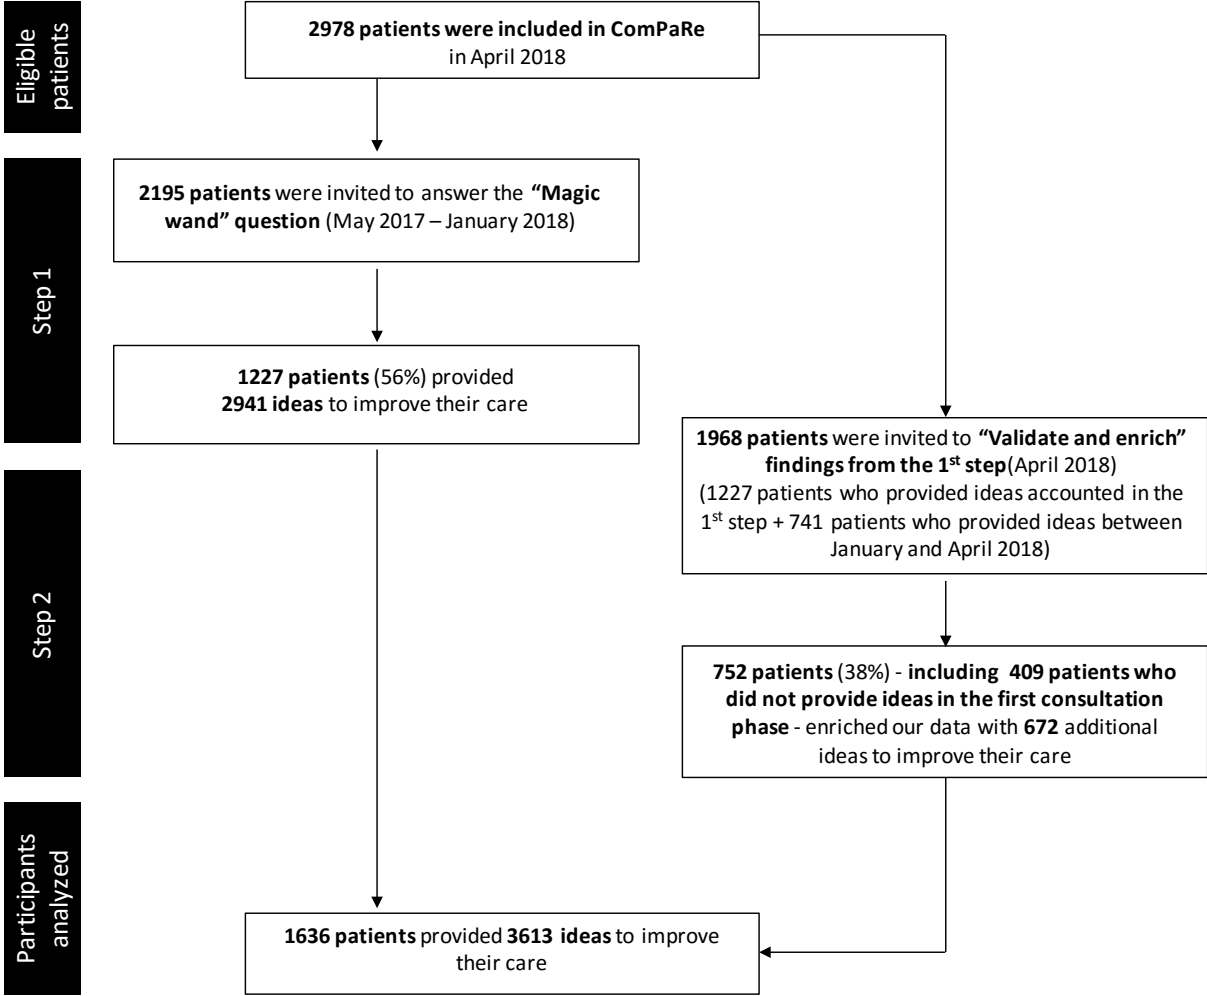 Eligible
patients
2978 patients were included in ComPaRe
in April 2018
Step 1
2195 patients were invited to answer the “Magic
wand” question (May 2017 – January 2018)
1227 patients (56%) provided
2941 ideas to improve their care
Step 2
1968 patients were invited to “Validate and enrich”
findings from the 1st step(April 2018)
(1227 patients who provided ideas accounted in the
1st step + 741 patients who provided ideas between
January and April 2018)
752 patients (38%) - including 409 patients who
did not provide ideas in the first consultation
phase - enriched our data with 672 additional
ideas to improve their care
Participants
analyzed
1636 patients provided 3613 ideas to improve
their care